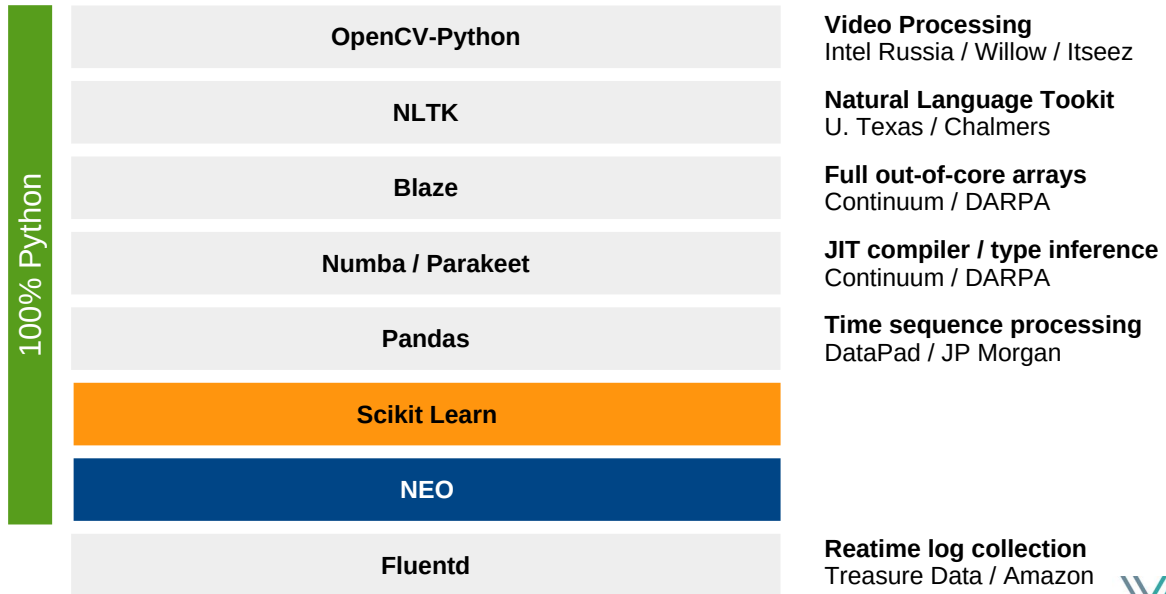 100% Python
OpenCV-Python
Video Processing
Intel Russia / Willow / Itseez
NLTK
Natural Language Tookit
U. Texas / Chalmers
Blaze
Full out-of-core arrays
Continuum / DARPA
Numba / Parakeet
JIT compiler / type inference
Continuum / DARPA
Pandas
Time sequence processing
DataPad / JP Morgan
Scikit Learn
NEO
Fluentd
Reatime log collection
Treasure Data / Amazon